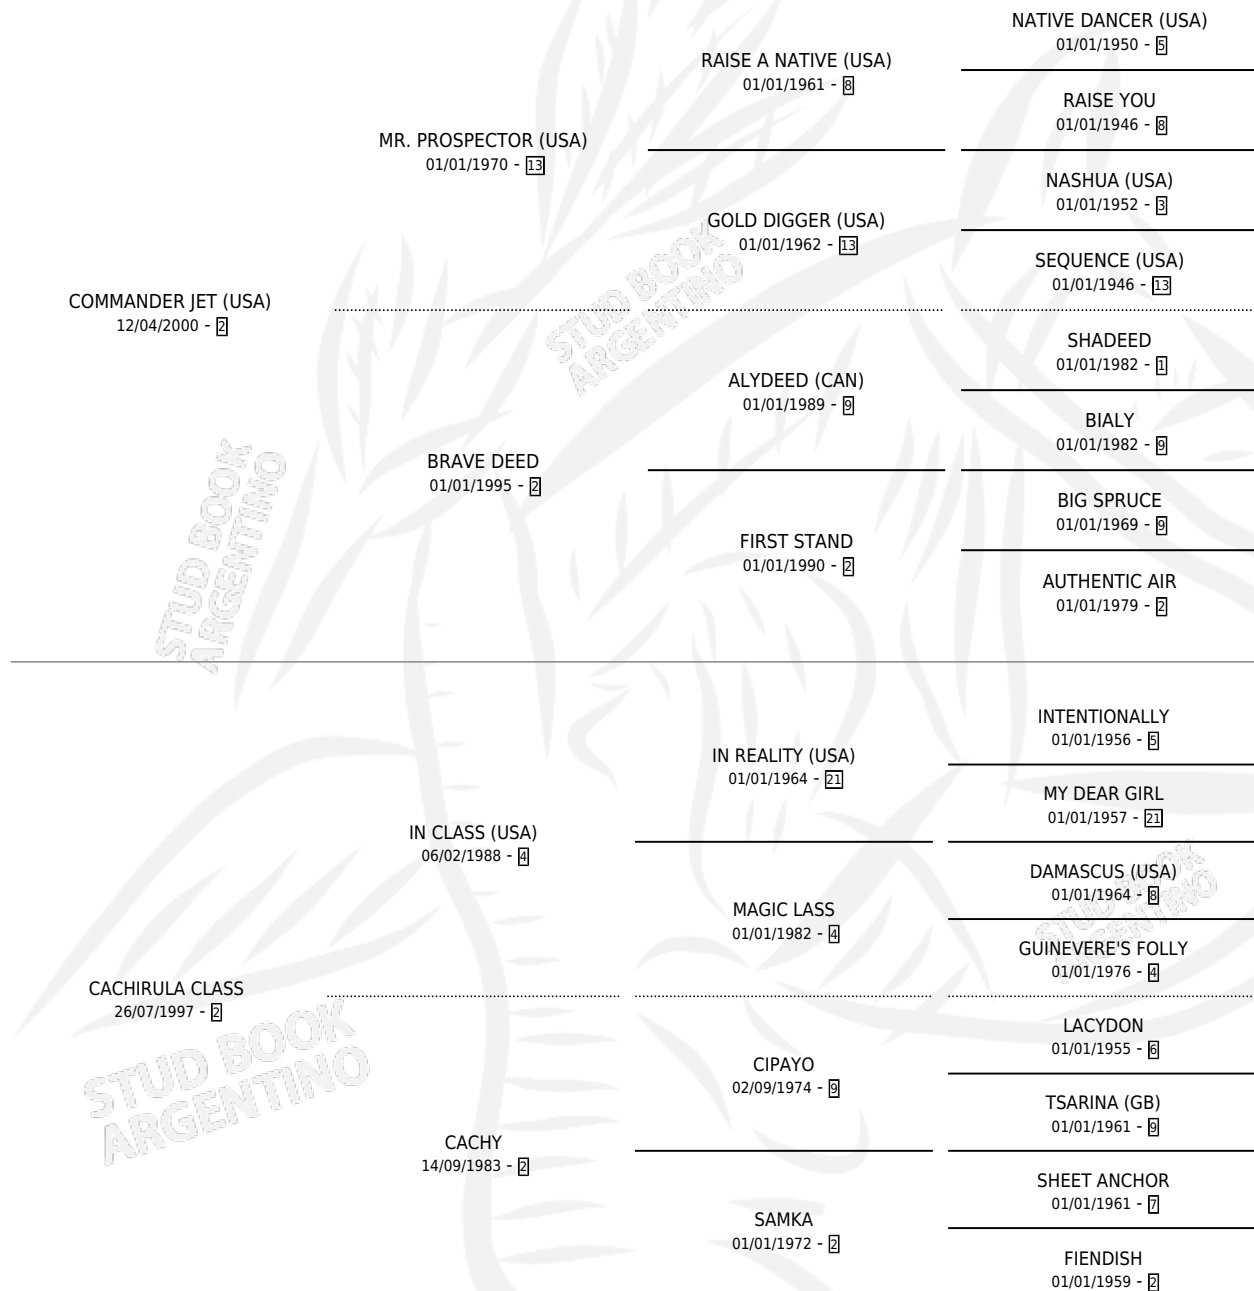 NATIVE DANCER (USA)
01/01/1950 - 5
RAISE A NATIVE (USA)
01/01/1961 - 8
RAISE YOU
01/01/1946 - 8
MR. PROSPECTOR (USA)
01/01/1970 - 13
NASHUA (USA)
01/01/1952 - 3
GOLD DIGGER (USA)
01/01/1962 - 13
SEQUENCE (USA)
01/01/1946 - 13
COMMANDER JET (USA)
12/04/2000 - 2
STUD BOOK
ARGENTINO
SHADEED
01/01/1982 - 1
ALYDEED (CAN)
01/01/1989 - 9
BIALY
01/01/1982 - 9
BRAVE DEED
01/01/1995 - 2
BIG SPRUCE
01/01/1969 - 9
FIRST STAND
01/01/1990 - 2
AUTHENTIC AIR
01/01/1979 - 2
STUD BOOK
ARGENTINO
INTENTIONALLY
01/01/1956 - 5
IN REALITY (USA)
01/01/1964 - 21
MY DEAR GIRL
01/01/1957 - 21
IN CLASS (USA)
06/02/1988 - 4
DAMASCUS (USA)
01/01/1964 - 8
MAGIC LASS
01/01/1982 - 4
STUD BOOK
ARGENTINO
GUINEVERE'S FOLLY
01/01/1976 - 4
CACHIRULA CLASS
26/07/1997 - 2
STUD BOOK
ARGENTINO
LACYDON
01/01/1955 - 6
CIPAYO
02/09/1974 - 9
TSARINA (GB)
01/01/1961 - 9
CACHY
14/09/1983 - 2
SHEET ANCHOR
01/01/1961 - 7
SAMKA
01/01/1972 - 2
FIENDISH
01/01/1959 - 2